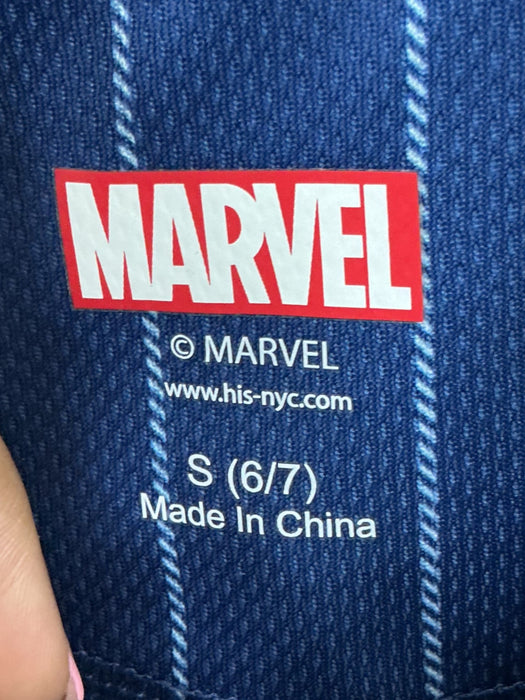 MARVEL
© MARVEL
www.his-nyc.com
S (6/7)
Made In China